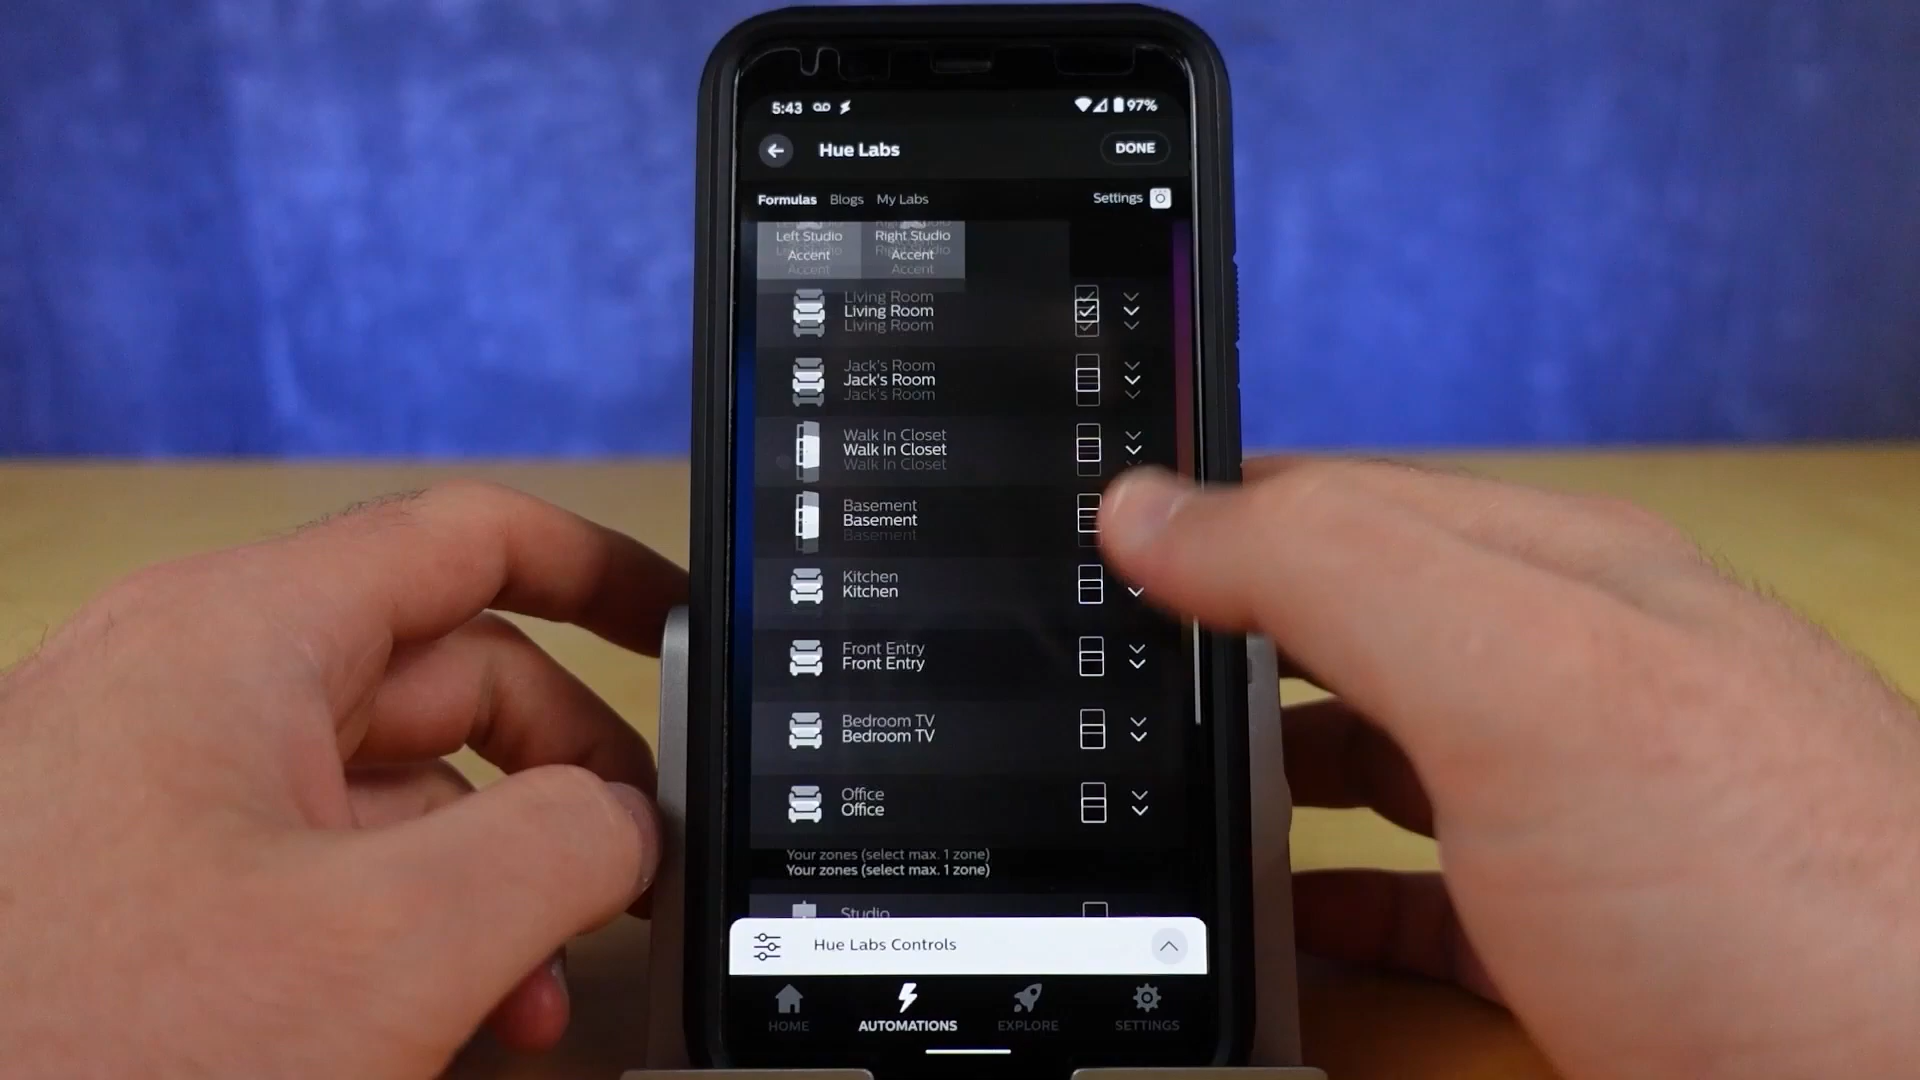 5:43 97%
Hue Labs DONE
Formulas Blogs My Labs Settings
Left Studio Right Studio
Accent Accent
Living Room
Jack's Room
Walk In Closet
Basement
Kitchen
Front Entry
Bedroom TV
Office
Your zones (select max. 1 zone)
Studio
Hue Labs Controls
HOME AUTOMATIONS EXPLORE SETTINGS